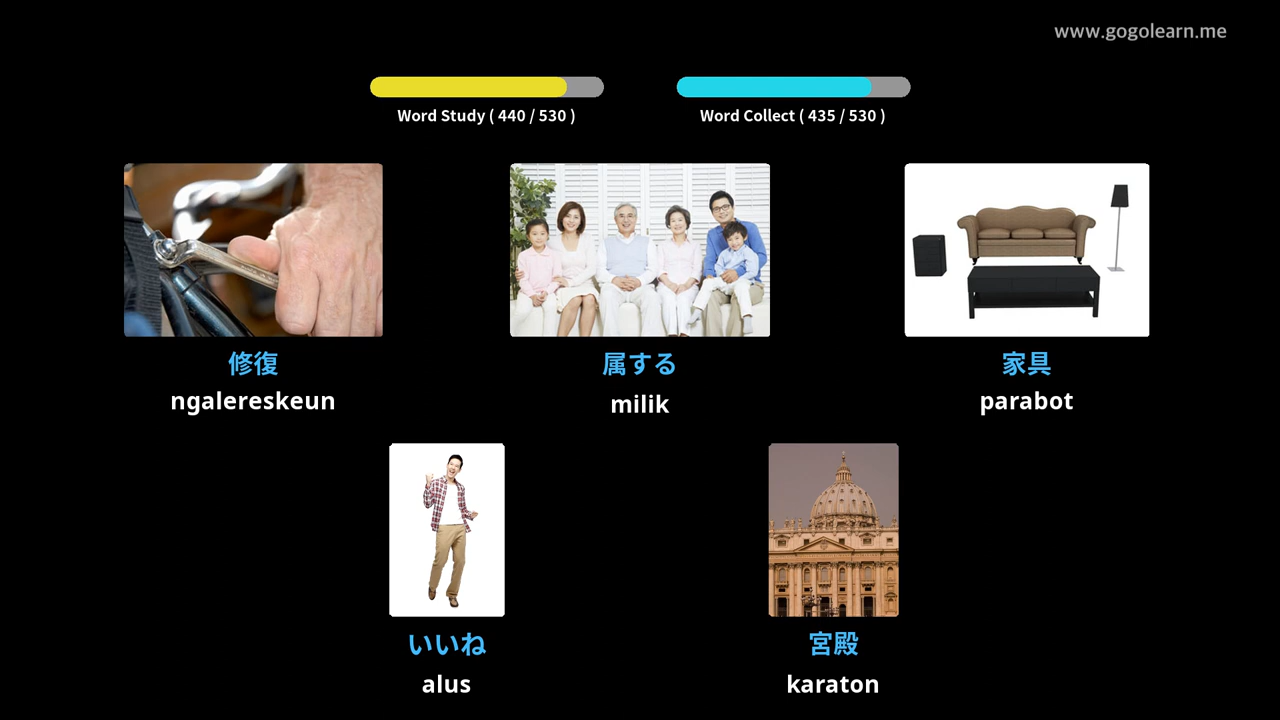 www.gogolearn.me
Word Study ( 440 / 530 )
Word Collect ( 435 / 530 )
修復
ngalereskeun
属する
milik
家具
parabot
いいね
alus
宮殿
karaton